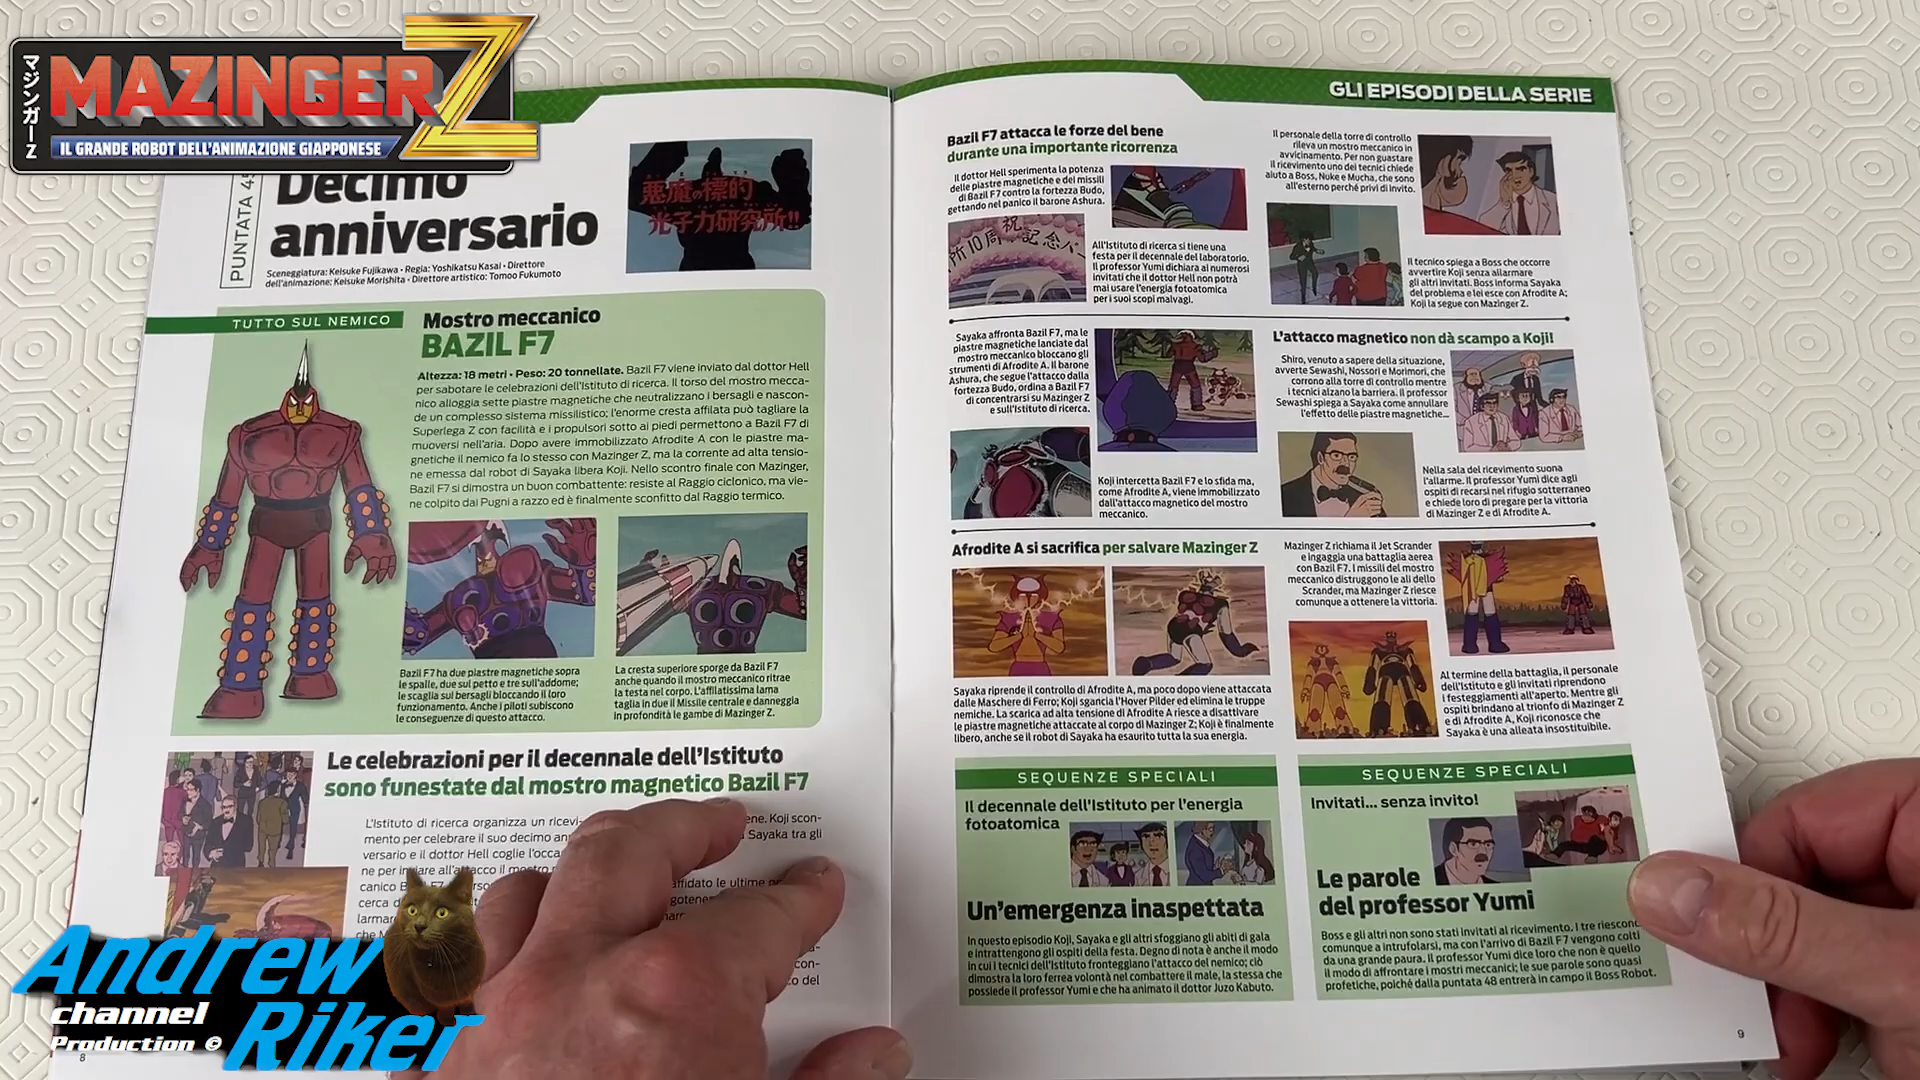 マジンガーZ
MAZINGER Z
IL GRANDE ROBOT DELL'ANIMAZIONE GIAPPONESE
PUNTATA 45
Decimo
anniversario
Sceneggiatura: Keisuke Fujikawa • Regia: Yoshikatsu Kasai • Direttore
dell'animazione: Keisuke Morishita • Direttore artistico: Tomoo Fukumoto
悪魔の標的
光子力研究所!!
TUTTO SUL NEMICO
Mostro meccanico
BAZIL F7
Altezza: 18 metri • Peso: 20 tonnellate. Bazil F7 viene inviato dal dottor Hell
per sabotare le celebrazioni dell'Istituto di ricerca. Il torso del mostro mecca-
nico alloggia sette piastre magnetiche che neutralizzano i bersagli e nascon-
de un complesso sistema missilistico; l'enorme cresta affilata può tagliare la
Superlega Z con facilità e i propulsori sotto ai piedi permettono a Bazil F7 di
muoversi nell'aria. Dopo avere immobilizzato Afrodite A con le piastre ma-
gnetiche il nemico fa lo stesso con Mazinger Z, ma la corrente ad alta tensio-
ne emessa dal robot di Sayaka libera Koji. Nello scontro finale con Mazinger,
Bazil F7 si dimostra un buon combattente: resiste al Raggio ciclonico, ma vie-
ne colpito dai Pugni a razzo ed è finalmente sconfitto dal Raggio termico.
Bazil F7 ha due piastre magnetiche sopra
le spalle, due sul petto e tre sull'addome;
le scaglia sui bersagli bloccando il loro
funzionamento. Anche i piloti subiscono
le conseguenze di questo attacco.
La cresta superiore sporge da Bazil F7
anche quando il mostro meccanico ritrae
la testa nel corpo. L'affilatissima lama
taglia in due il Missile centrale e danneggia
in profondità le gambe di Mazinger Z.
Le celebrazioni per il decennale dell'Istituto
sono funestate dal mostro magnetico Bazil F7
L'Istituto di ricerca organizza un ricevi-
mento per celebrare il suo decimo an
versario e il dottor Hell coglie l'occa
ne per inviare all'attacco il mostro
canico B
cerca d
larmar
che M
ene. Koji scon-
Sayaka tra gli
affidato le ultime
con-
o del
Andrew
channel
Riker
Production ©
8
GLI EPISODI DELLA SERIE
Bazil F7 attacca le forze del bene
durante una importante ricorrenza
Il dottor Hell sperimenta la potenza
delle piastre magnetiche e dei missili
di Bazil F7 contro la fortezza Budo,
gettando nel panico il barone Ashura.
祝
所10周 記念パー
All'Istituto di ricerca si tiene una
festa per il decennale del laboratorio.
Il professor Yumi dichiara ai numerosi
invitati che il dottor Hell non potrà
mai usare l'energia fotoatomica
per i suoi scopi malvagi.
Il personale della torre di controllo
rileva un mostro meccanico in
avvicinamento. Per non guastare
il ricevimento uno dei tecnici chiede
aiuto a Boss, Nuke e Mucha, che sono
all'esterno perché privi di invito.
Il tecnico spiega a Boss che occorre
avvertire Koji senza allarmare
gli altri invitati. Boss informa Sayaka
del problema e lei esce con Afrodite A;
Koji la segue con Mazinger Z.
Sayaka affronta Bazil F7, ma le
piastre magnetiche lanciate dal
mostro meccanico bloccano gli
strumenti di Afrodite A. Il barone
Ashura, che segue l'attacco dalla
fortezza Budo, ordina a Bazil F7
di concentrarsi su Mazinger Z
e sull'Istituto di ricerca.
Koji intercetta Bazil F7 e lo sfida ma,
come Afrodite A, viene immobilizzato
dall'attacco magnetico del mostro
meccanico.
L'attacco magnetico non dà scampo a Koji!
Shiro, venuto a sapere della situazione,
avverte Sewashi, Nossori e Morimori, che
corrono alla torre di controllo mentre
i tecnici alzano la barriera. Il professor
Sewashi spiega a Sayaka come annullare
l'effetto delle piastre magnetiche...
Nella sala del ricevimento suona
l'allarme. Il professor Yumi dice agli
ospiti di recarsi nel rifugio sotterraneo
e chiede loro di pregare per la vittoria
di Mazinger Z e di Afrodite A.
Afrodite A si sacrifica per salvare Mazinger Z
Sayaka riprende il controllo di Afrodite A, ma poco dopo viene attaccata
dalle Maschere di Ferro; Koji sgancia l'Hover Pilder ed elimina le truppe
nemiche. La scarica ad alta tensione di Afrodite A riesce a disattivare
le piastre magnetiche attaccate al corpo di Mazinger Z; Koji è finalmente
libero, anche se il robot di Sayaka ha esaurito tutta la sua energia.
Mazinger Z richiama il Jet Scrander
e ingaggia una battaglia aerea
con Bazil F7. I missili del mostro
meccanico distruggono le ali dello
Scrander, ma Mazinger Z riesce
comunque a ottenere la vittoria.
Al termine della battaglia, il personale
dell'Istituto e gli invitati riprendono
i festeggiamenti all'aperto. Mentre gli
ospiti brindano al trionfo di Mazinger Z
e di Afrodite A, Koji riconosce che
Sayaka è una alleata insostituibile.
SEQUENZE SPECIALI
Il decennale dell'Istituto per l'energia
fotoatomica
Un'emergenza inaspettata
In questo episodio Koji, Sayaka e gli altri sfoggiano gli abiti di gala
e intrattengono gli ospiti della festa. Degno di nota è anche il modo
in cui i tecnici dell'Istituto fronteggiano l'attacco del nemico; ciò
dimostra la loro ferrea volontà nel combattere il male, la stessa che
possiede il professor Yumi e che ha animato il dottor Juzo Kabuto.
SEQUENZE SPECIALI
Invitati... senza invito!
Le parole
del professor Yumi
Boss e gli altri non sono stati invitati al ricevimento. I tre riescono
comunque a intrufolarsi, ma con l'arrivo di Bazil F7 vengono colti
da una grande paura. Il professor Yumi dice loro che non è quello
il modo di affrontare i mostri meccanici; le sue parole sono quasi
profetiche, poiché dalla puntata 48 entrerà in campo il Boss Robot.
9